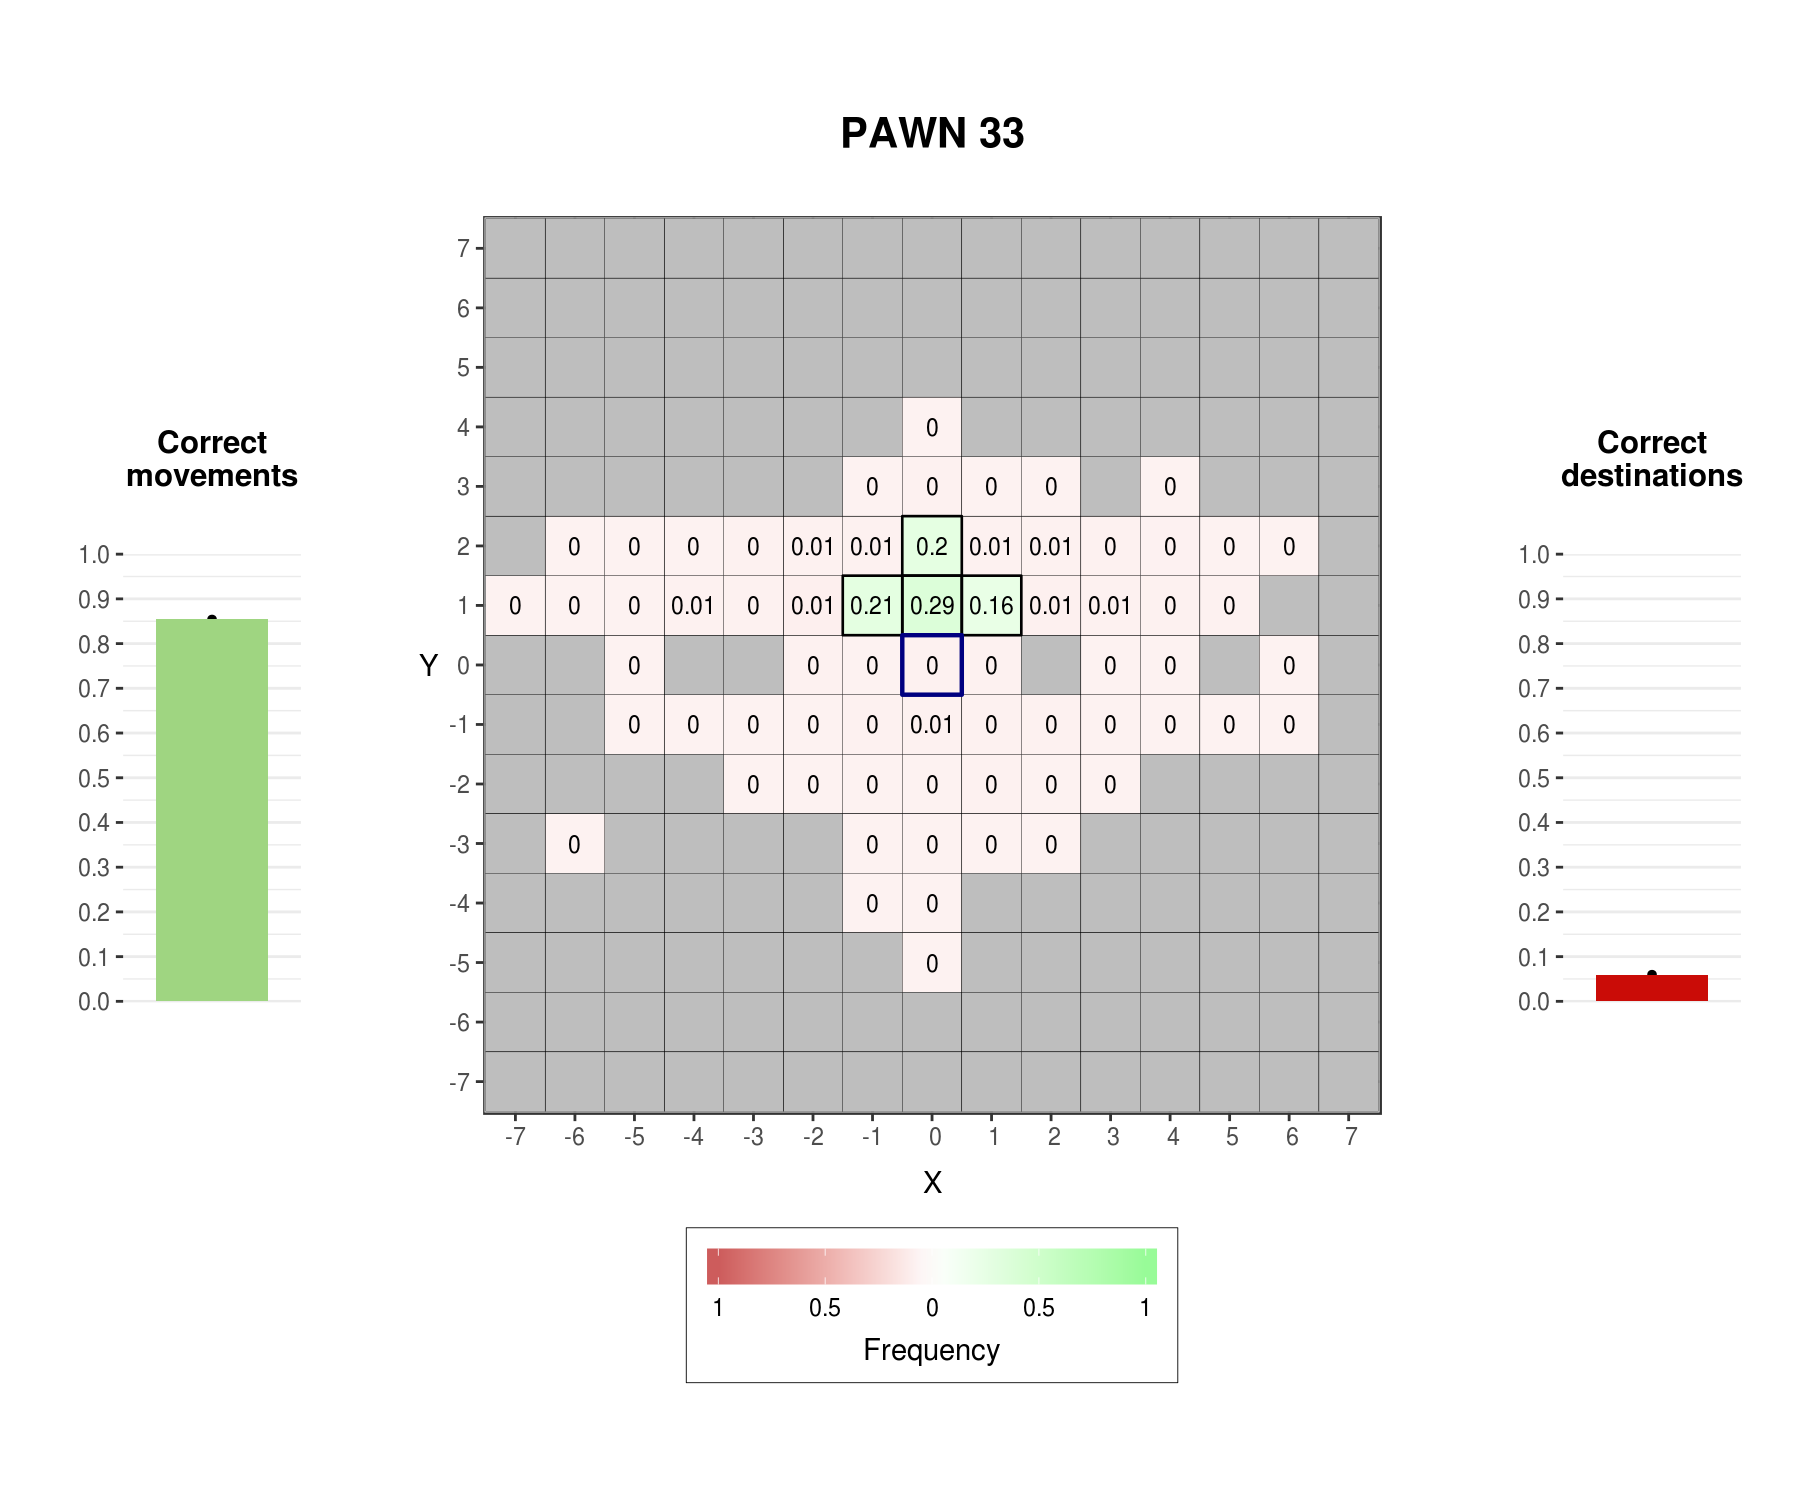 PAWN 33
Correct
movements
1.0
0.9
0.8
0.7
0.6
0.5
0.4
0.3
0.2
0.1
0.0
Y
7
6
5
4 0
3 0 0 0 0 0
2 0 0 0 0 0.01 0.01 0.2 0.01 0.01 0 0 0 0
1 0 0 0 0.01 0 0.01 0.21 0.29 0.16 0.01 0.01 0 0
0 0 0 0 0 0 0 0 0
-1 0 0 0 0 0 0.01 0 0 0 0 0 0
-2 0 0 0 0 0 0 0
-3 0 0 0 0 0
-4 0 0
-5 0
-6
-7
-7 -6 -5 -4 -3 -2 -1 0 1 2 3 4 5 6 7
X
1 0.5 0 0.5 1
Frequency
Correct
destinations
1.0
0.9
0.8
0.7
0.6
0.5
0.4
0.3
0.2
0.1
0.0